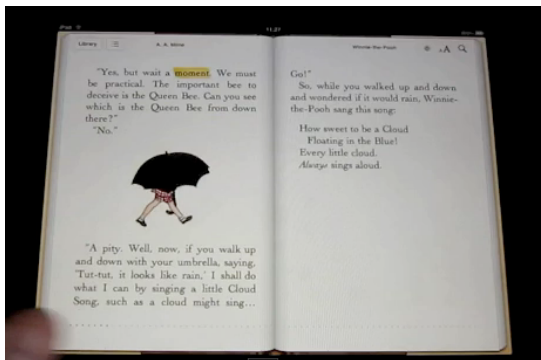 iPad
11:27
Library
A. A. Milne
Winnie-the-Pooh
AA
"Yes, but wait a moment. We must
be practical. The important bee to
deceive is the Queen Bee. Can you see
which is the Queen Bee from down
there?"
"No."
"A pity. Well, now, if you walk up
and down with your umbrella, saying,
'Tut-tut, it looks like rain,' I shall do
what I can by singing a little Cloud
Song, such as a cloud might sing...
Go!"
So, while you walked up and down
and wondered if it would rain, Winnie-
the-Pooh sang this song:
How sweet to be a Cloud
Floating in the Blue!
Every little cloud
Always sings aloud.